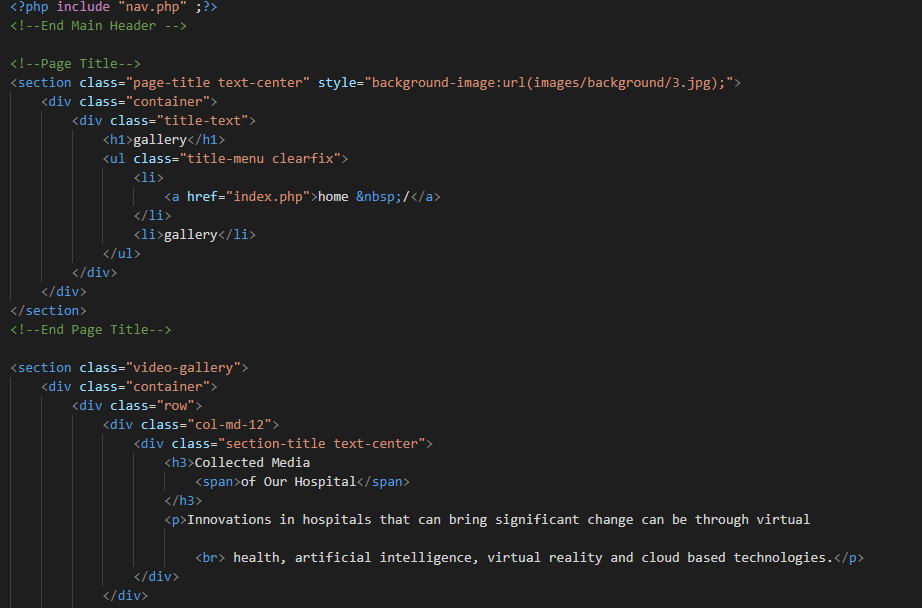 <?php include "nav.php" ;?>
<!--End Main Header -->
<!--Page Title-->
<section class="page-title text-center" style="background-image:url(images/background/3.jpg);">
<div class="container">
<div class="title-text">
<h1>gallery</h1>
<ul class="title-menu clearfix">
<li>
<a href="index.php">home &nbsp;/</a>
</li>
<li>gallery</li>
</ul>
</div>
</div>
</section>
<!--End Page Title-->
<section class="video-gallery">
<div class="container">
<div class="row">
<div class="col-md-12">
<div class="section-title text-center">
<h3>Collected Media
<span>of Our Hospital</span>
</h3>
<p>Innovations in hospitals that can bring significant change can be through virtual
<br> health, artificial intelligence, virtual reality and cloud based technologies.</p>
</div>
</div>